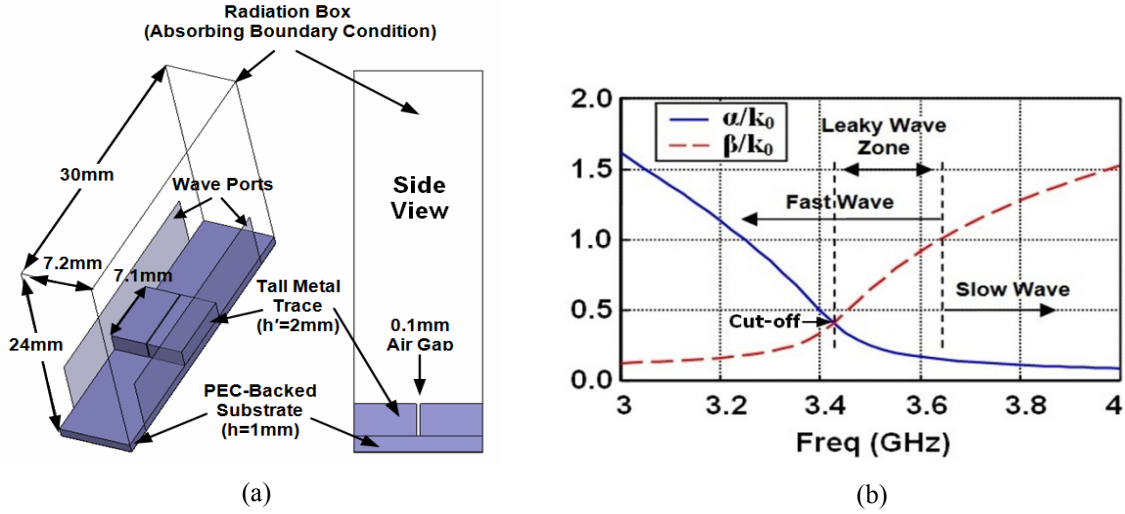 Radiation Box
(Absorbing Boundary Condition)
30mm
Wave Ports
7.2mm
7.1mm
24mm
Tall Metal
Trace
(h'=2mm)
PEC-Backed
Substrate
(h=1mm)
Side
View
0.1mm
Air Gap
(a)
2.0
1.5
1.0
0.5
0.0
α/k0
β/k0
Leaky Wave
Zone
Fast Wave
Slow Wave
Cut-off
3
3.2
3.4
3.6
3.8
4
Freq (GHz)
(b)